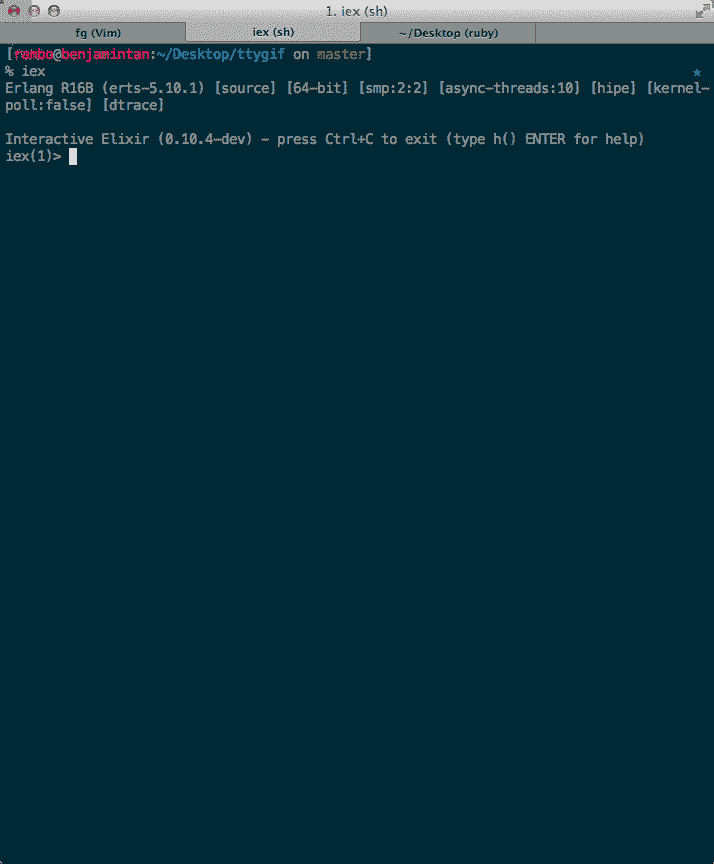 1. iex (sh)
fg (Vim)
iex (sh)
~/Desktop (ruby)
[rambo@benjamintan:~/Desktop/ttygif on master]
% iex
Erlang R16B (erts-5.10.1) [source] [64-bit] [smp:2:2] [async-threads:10] [hipe] [kernel-
poll:false] [dtrace]
Interactive Elixir (0.10.4-dev) - press Ctrl+C to exit (type h() ENTER for help)
iex(1)>